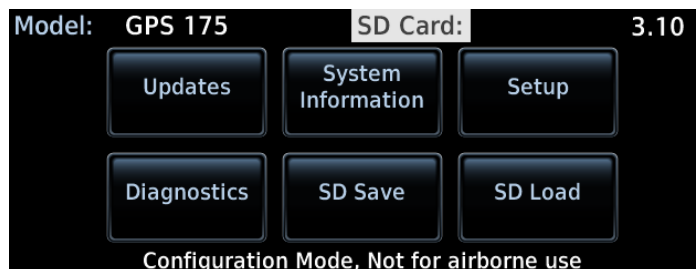 Model: GPS 175 SD Card: 3.10
Updates
System
Information
Setup
Diagnostics
SD Save
SD Load
Configuration Mode, Not for airborne use